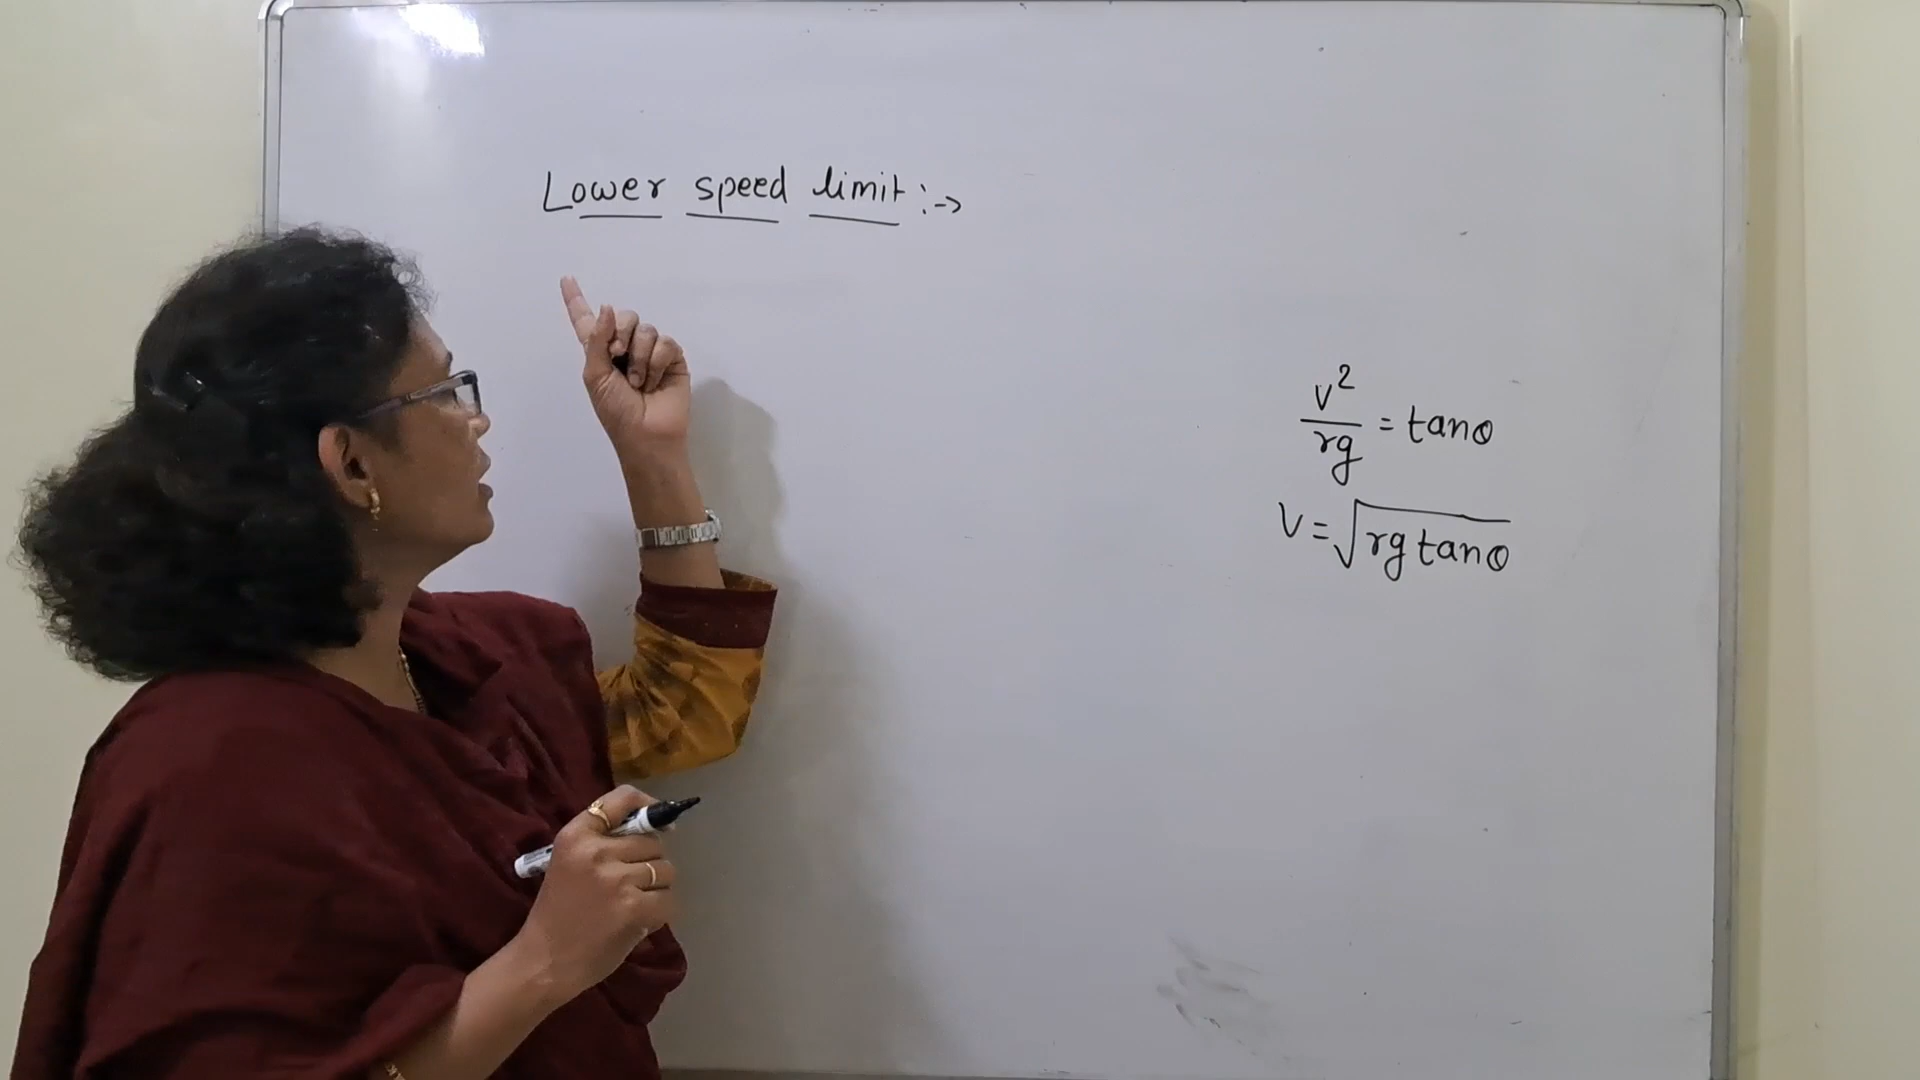 Lower speed limit :->
v²/rg = tanθ
V = √rg tanθ